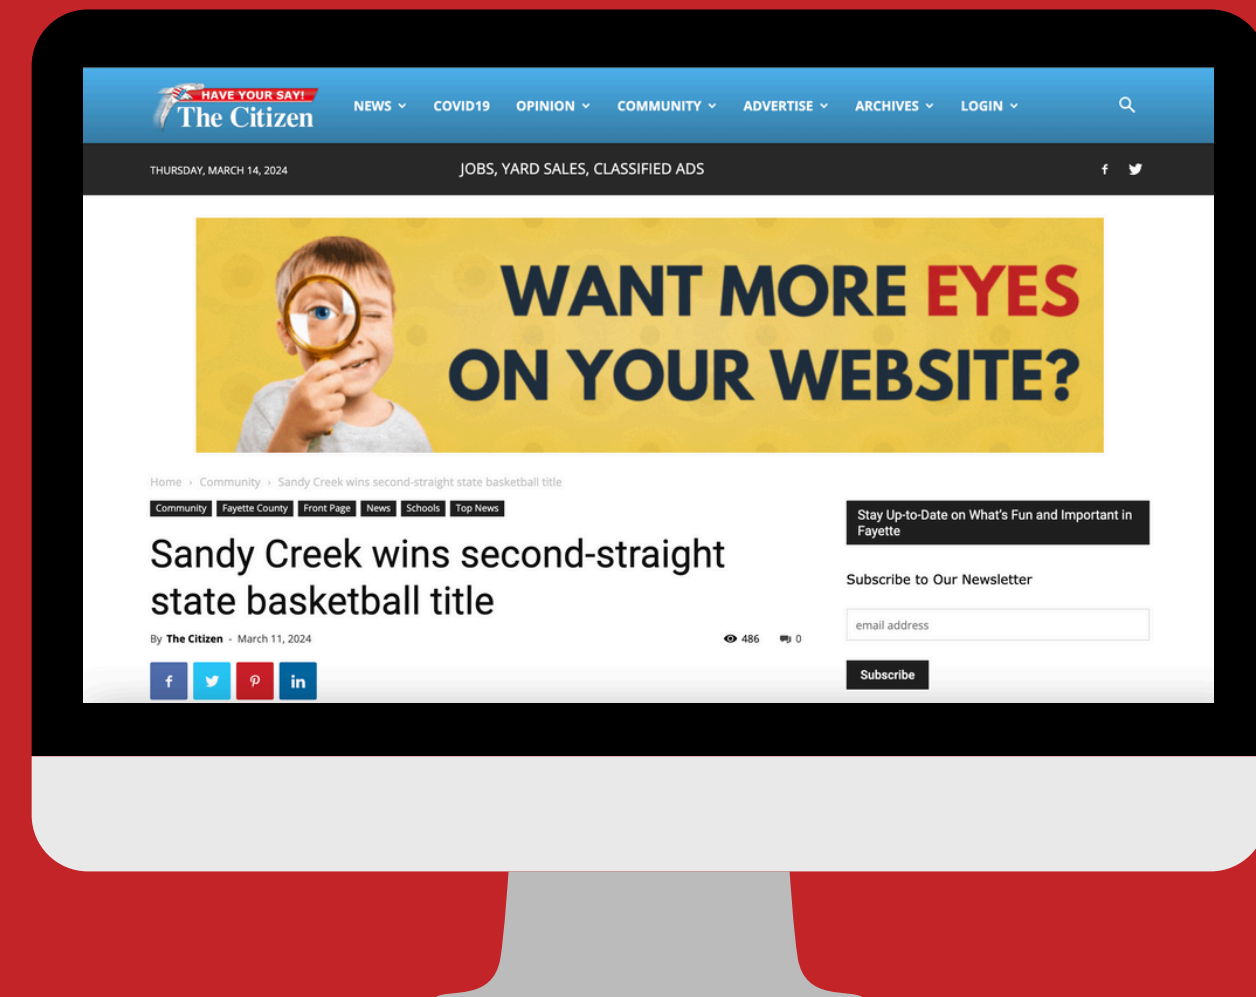 HAVE YOUR SAY!
The Citizen
NEWS COVID19 OPINION COMMUNITY ADVERTISE ARCHIVES LOGIN
THURSDAY, MARCH 14, 2024
JOBS, YARD SALES, CLASSIFIED ADS
WANT MORE EYES
ON YOUR WEBSITE?
Home › Community › Sandy Creek wins second-straight state basketball title
Community Fayette County Front Page News Schools Top News
Sandy Creek wins second-straight
state basketball title
By The Citizen - March 11, 2024
486 0
f in
Stay Up-to-Date on What's Fun and Important in
Fayette
Subscribe to Our Newsletter
email address
Subscribe